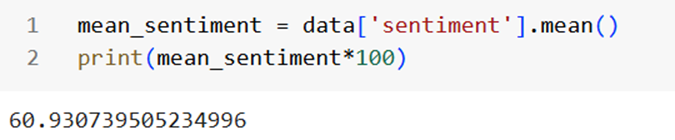 1 mean_sentiment = data['sentiment'].mean()
2 print(mean_sentiment*100)
60.930739505234996